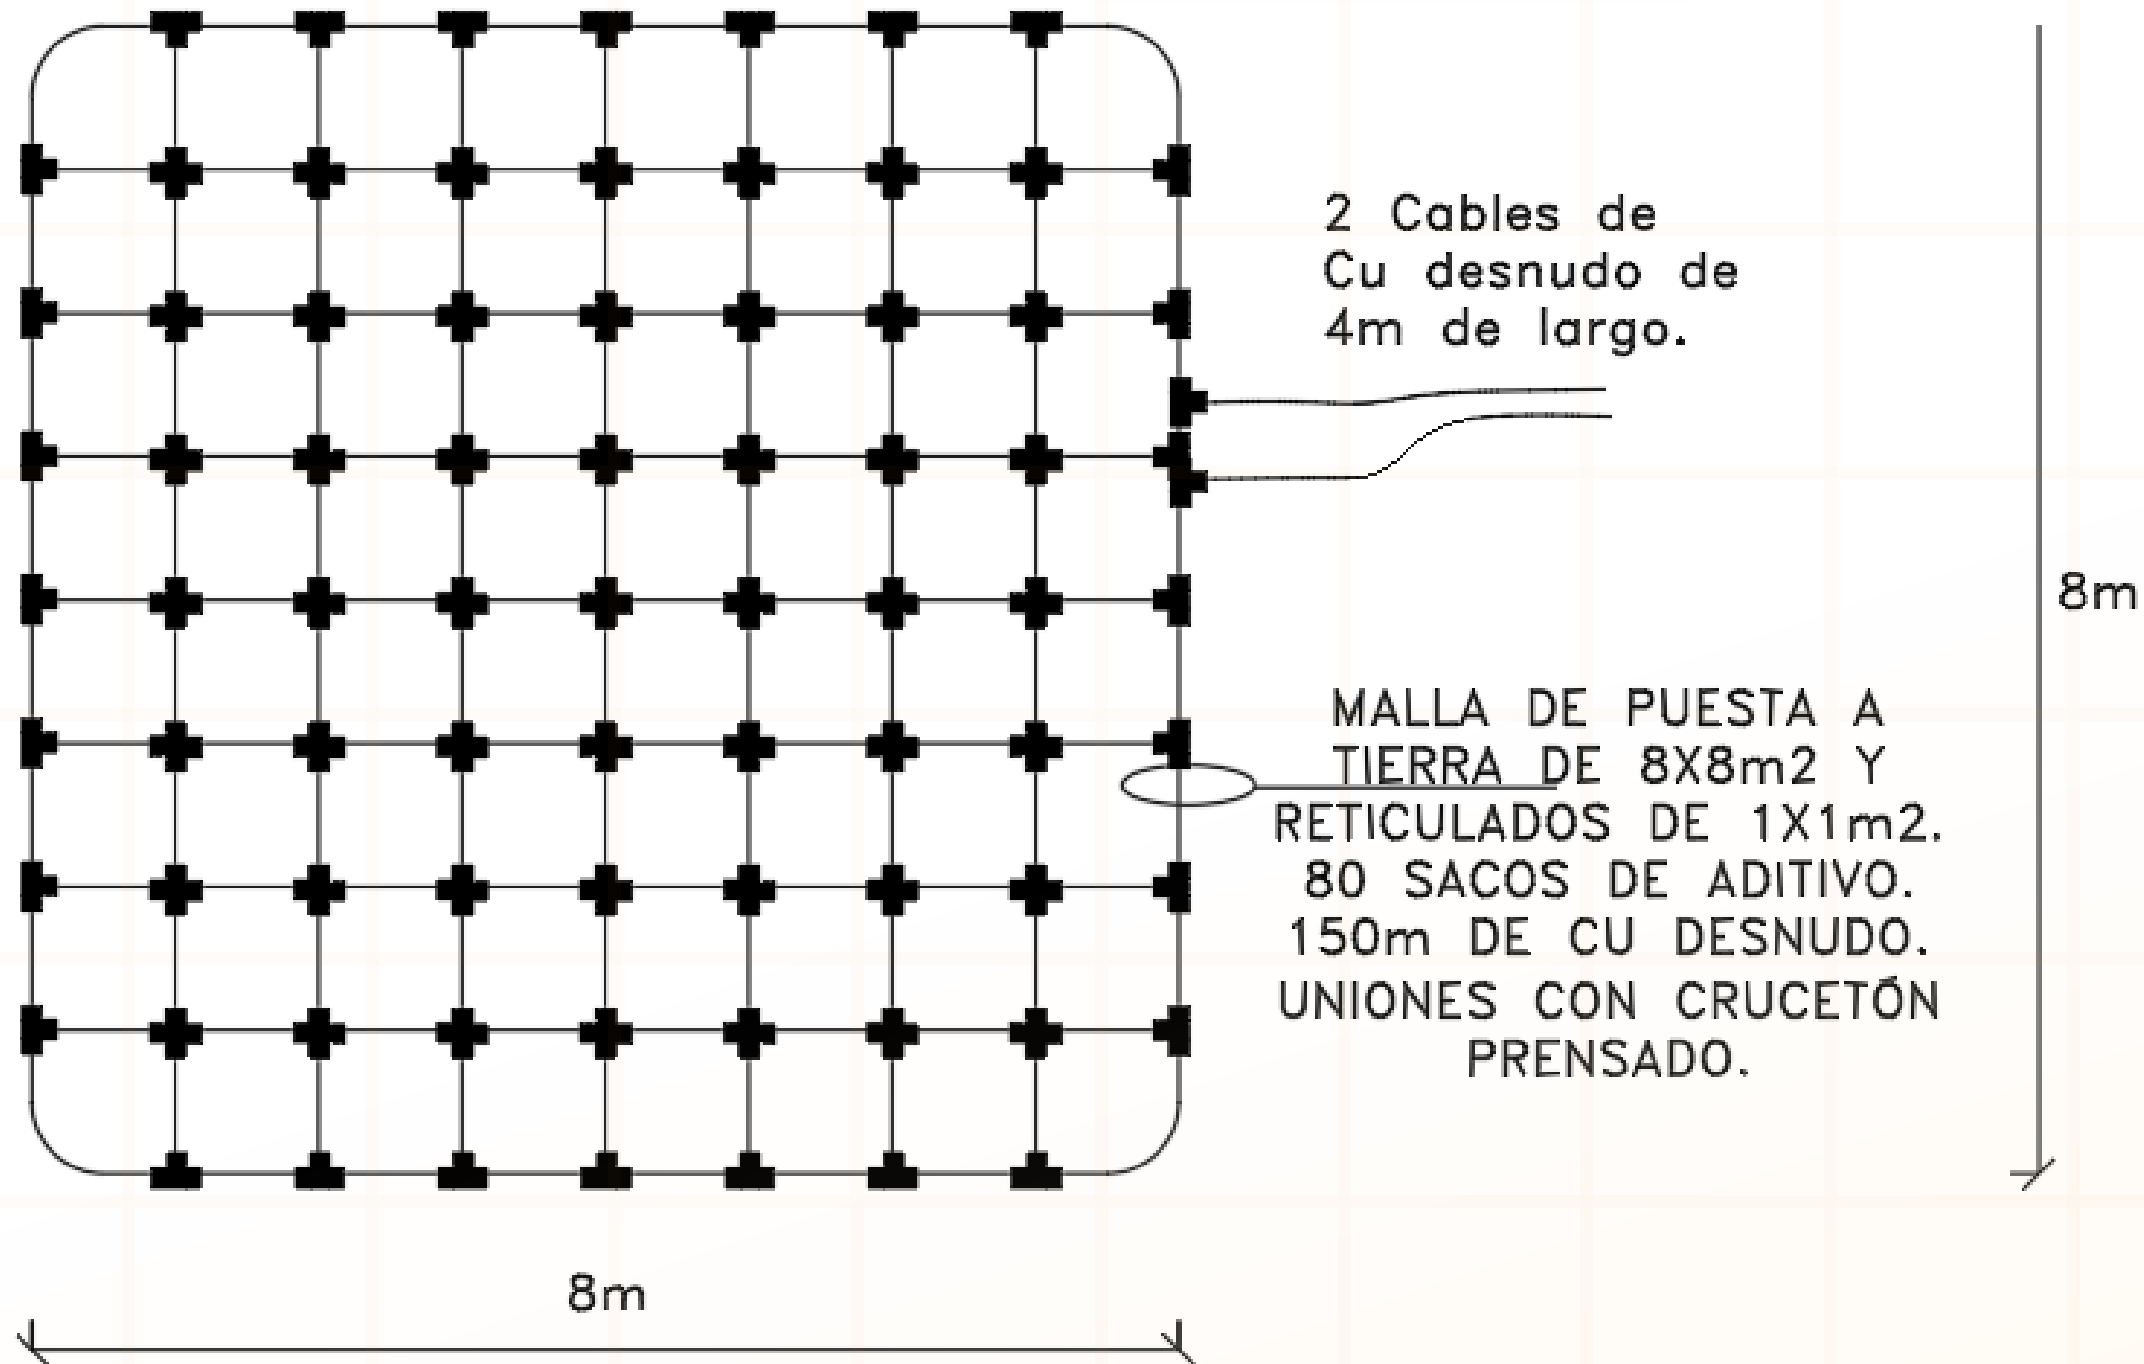 2 Cables de
Cu desnudo de
4m de largo.
8m
MALLA DE PUESTA A
TIERRA DE 8X8m2 Y
RETICULADOS DE 1X1m2.
80 SACOS DE ADITIVO.
150m DE CU DESNUDO.
UNIONES CON CRUCETÓN
PRENSADO.
8m